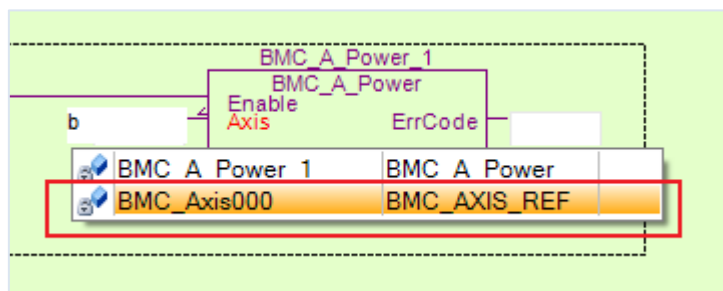 BMC_A_Power_1
BMC_A_Power
Enable
b Axis ErrCode
BMC_A_Power_1 BMC_A_Power
BMC_Axis000 BMC_AXIS_REF